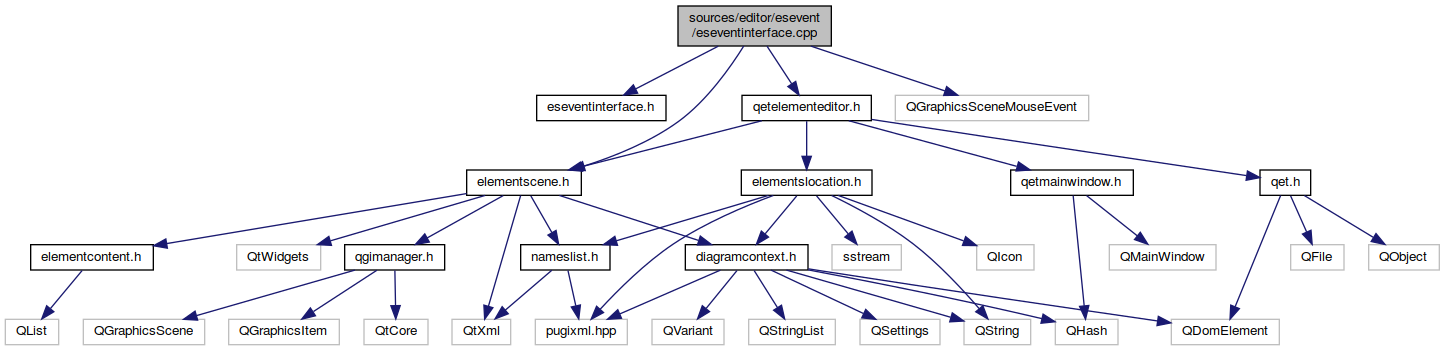 sources/editor/esevent
/eseventinterface.cpp
eseventinterface.h
qetelementeditor.h
QGraphicsSceneMouseEvent
elementscene.h
elementslocation.h
qetmainwindow.h
qet.h
elementcontent.h
QtWidgets
qgimanager.h
nameslist.h
diagramcontext.h
sstream
QIcon
QMainWindow
QFile
QObject
QList
QGraphicsScene
QGraphicsItem
QtCore
QtXml
pugixml.hpp
QVariant
QStringList
QSettings
QString
QHash
QDomElement